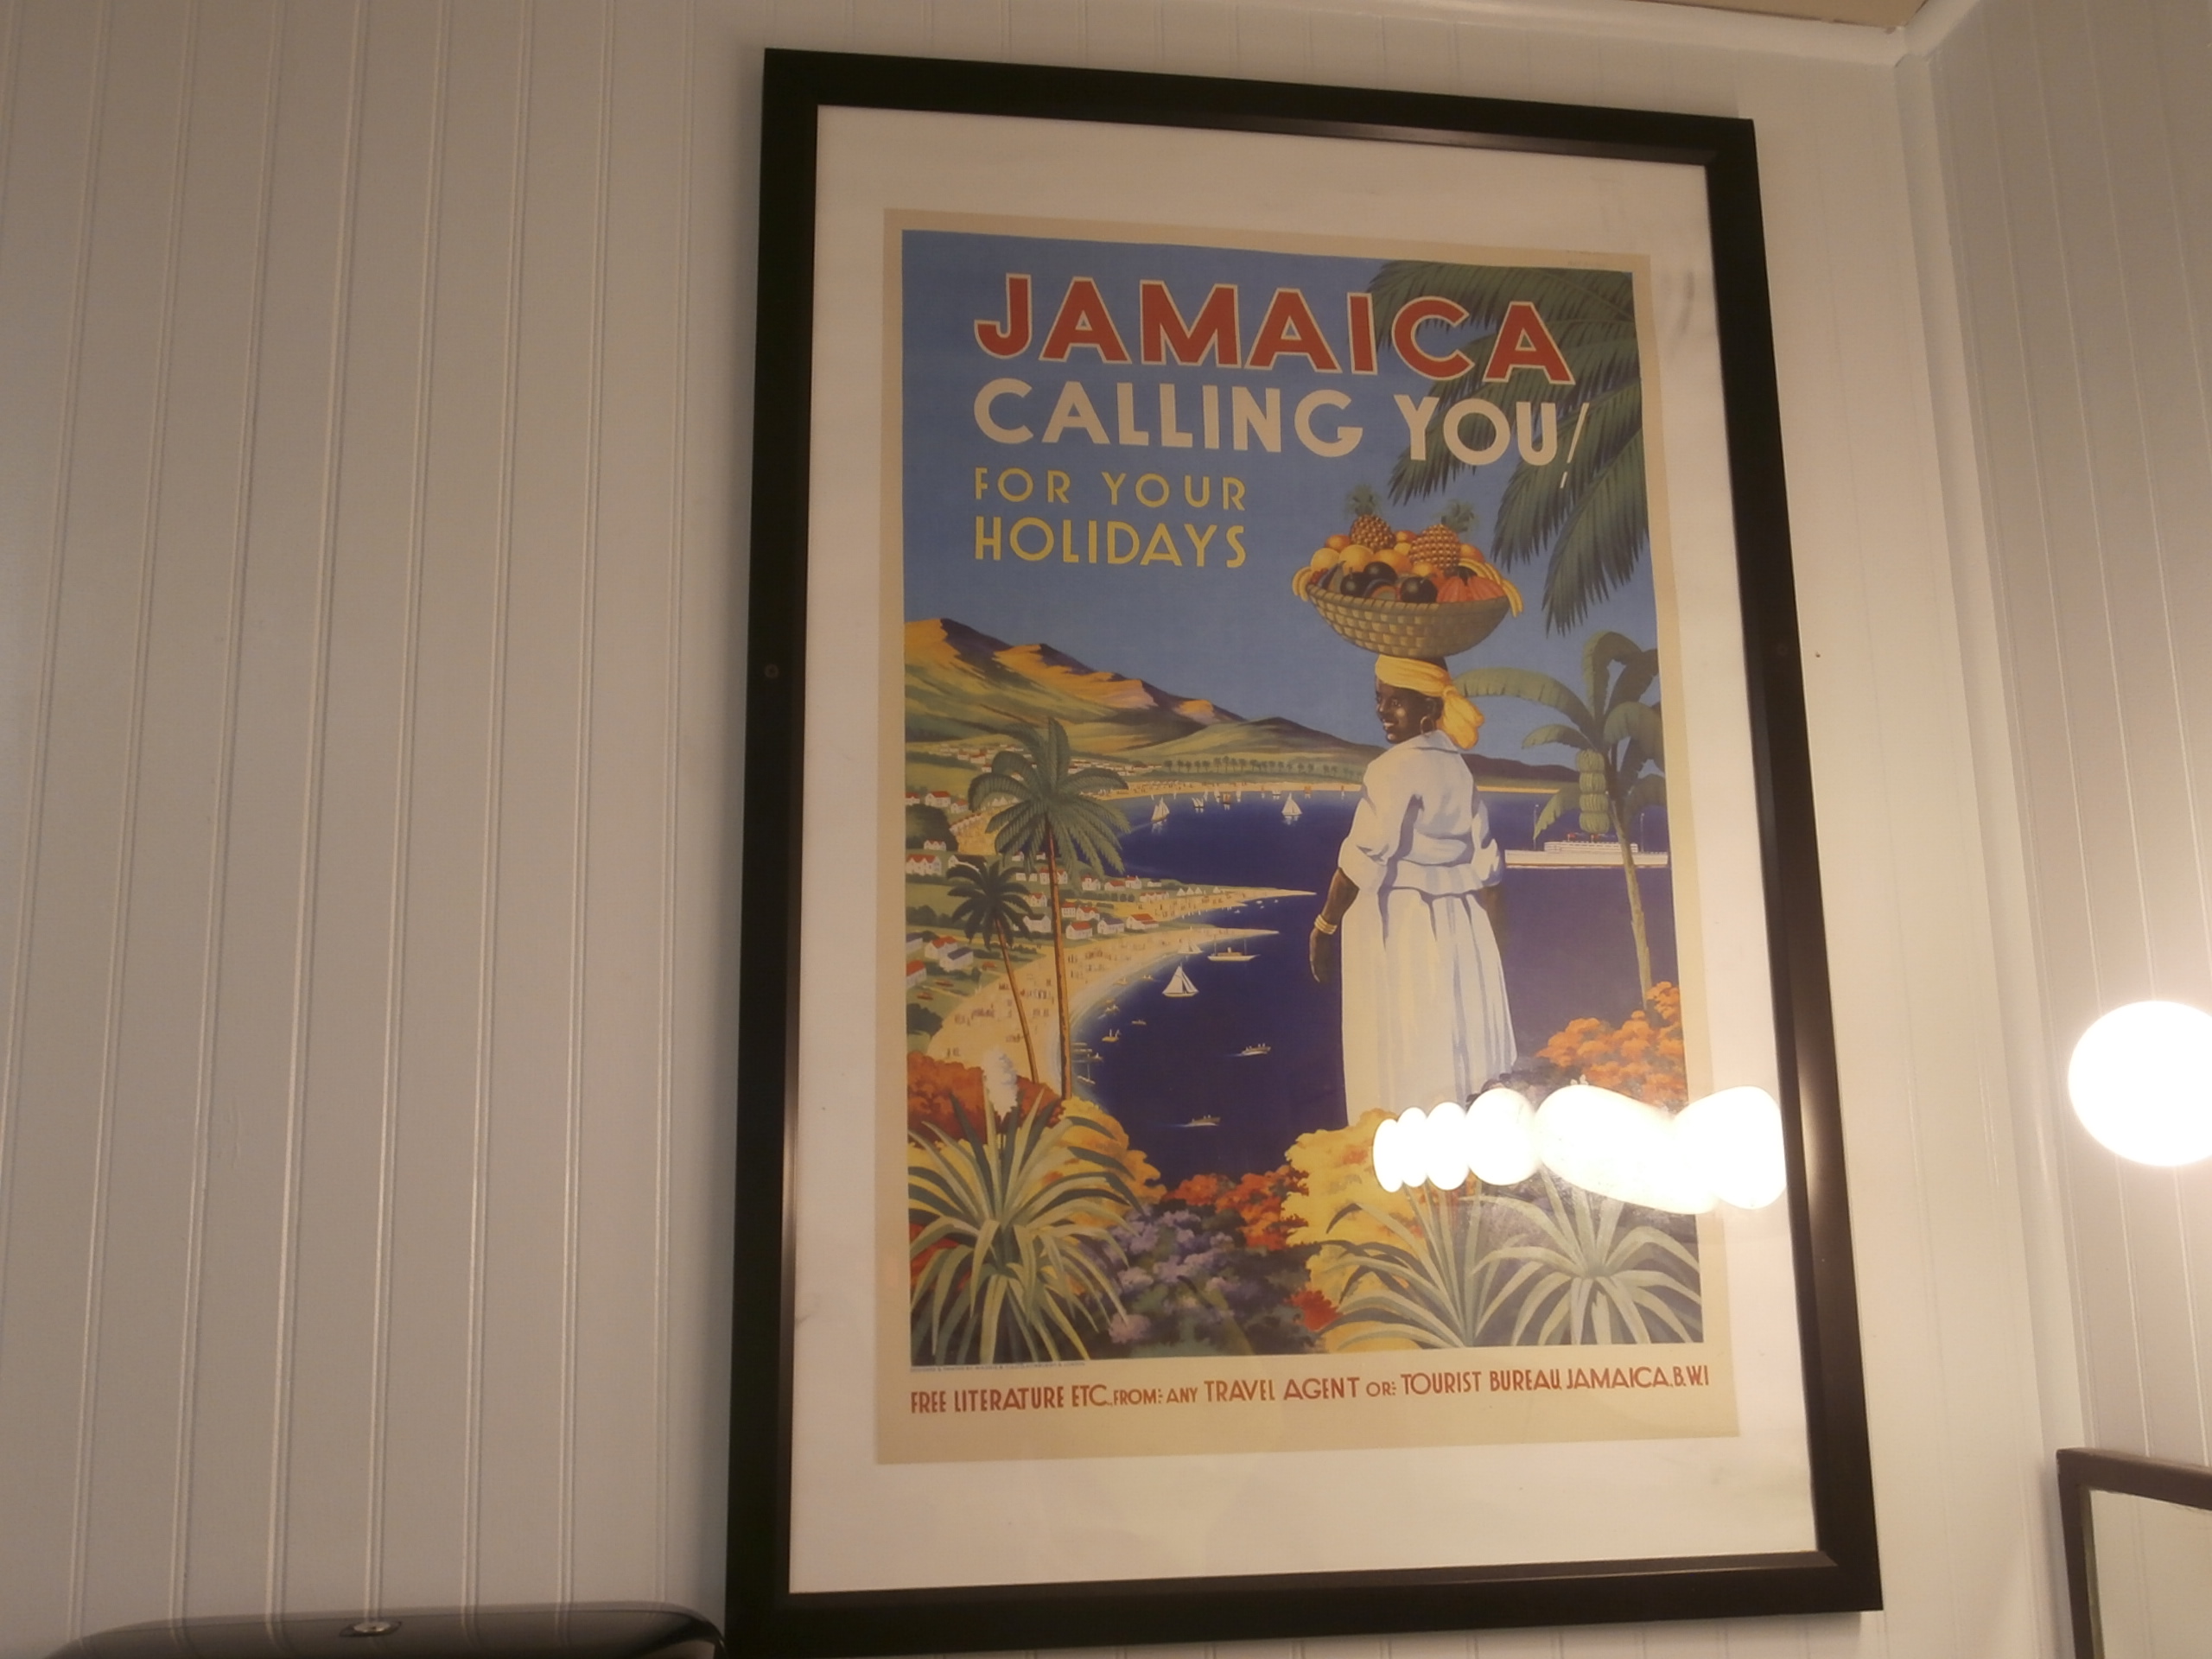 JAMAICA
CALLING YOU!
FOR YOUR
HOLIDAYS
FREE LITERATURE ETC. FROM: ANY TRAVEL AGENT OR: TOURIST BUREAU, JAMAICA. B.W.I